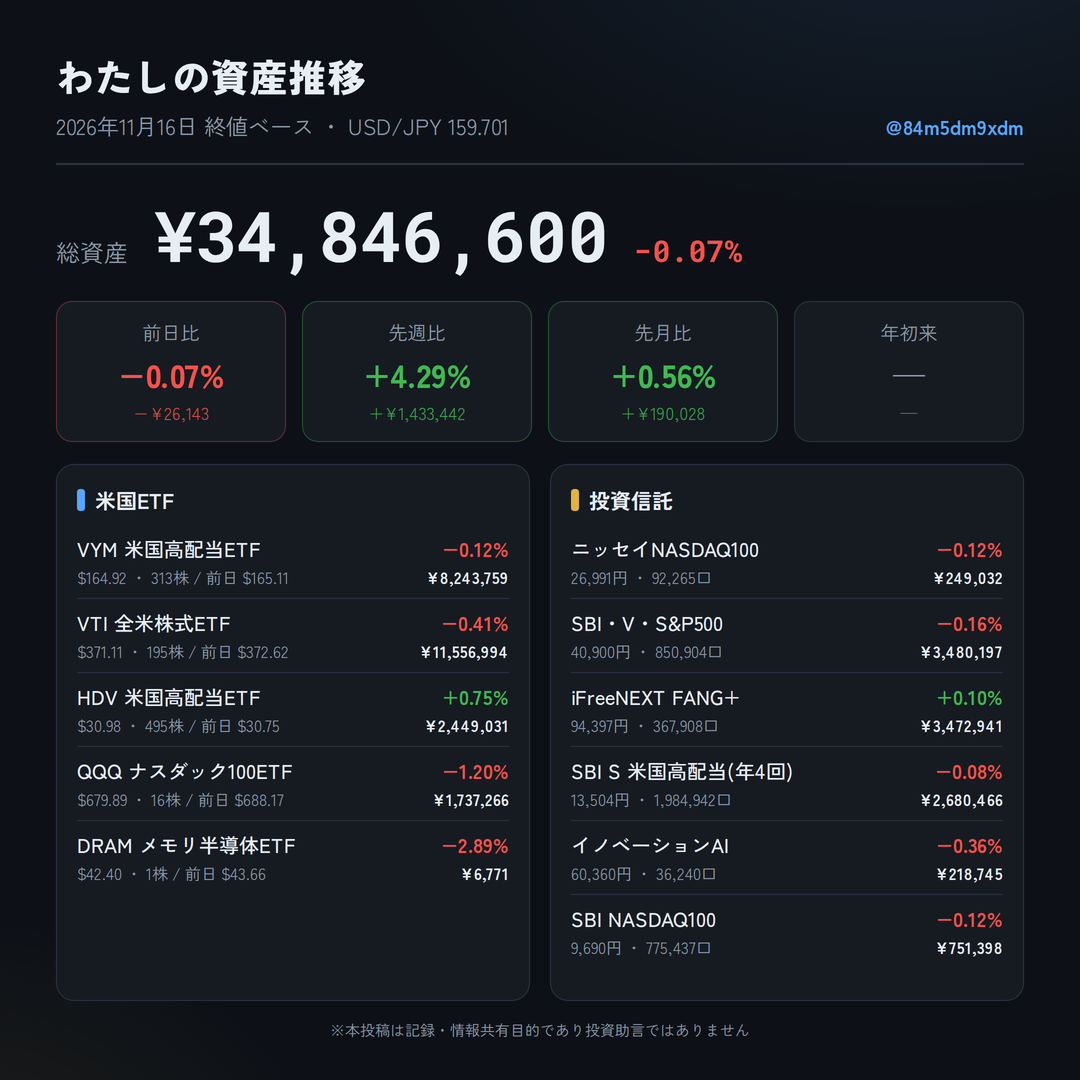 わたしの資産推移
2026年11月16日 終値ベース ・ USD/JPY 159.701
@84m5dm9xdm
総資産 ¥34,846,600 -0.07%
前日比
−0.07%
−¥26,143
先週比
+4.29%
+¥1,433,442
先月比
+0.56%
+¥190,028
年初来
—
—
米国ETF
VYM 米国高配当ETF −0.12%
$164.92 ・ 313株 / 前日 $165.11 ¥8,243,759
VTI 全米株式ETF −0.41%
$371.11 ・ 195株 / 前日 $372.62 ¥11,556,994
HDV 米国高配当ETF +0.75%
$30.98 ・ 495株 / 前日 $30.75 ¥2,449,031
QQQ ナスダック100ETF −1.20%
$679.89 ・ 16株 / 前日 $688.17 ¥1,737,266
DRAM メモリ半導体ETF −2.89%
$42.40 ・ 1株 / 前日 $43.66 ¥6,771
投資信託
ニッセイNASDAQ100 −0.12%
26,991円 ・ 92,265口 ¥249,032
SBI・V・S&P500 −0.16%
40,900円 ・ 850,904口 ¥3,480,197
iFreeNEXT FANG+ +0.10%
94,397円 ・ 367,908口 ¥3,472,941
SBI S 米国高配当(年4回) −0.08%
13,504円 ・ 1,984,942口 ¥2,680,466
イノベーションAI −0.36%
60,360円 ・ 36,240口 ¥218,745
SBI NASDAQ100 −0.12%
9,690円 ・ 775,437口 ¥751,398
※本投稿は記録・情報共有目的であり投資助言ではありません